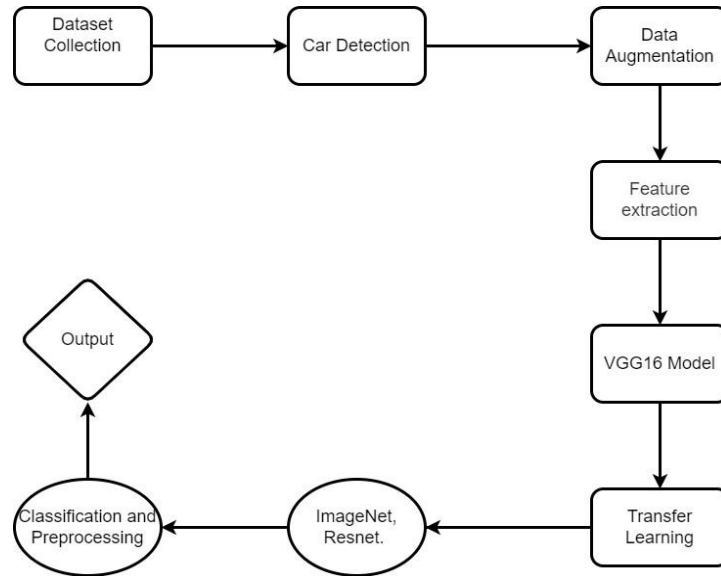 Dataset
Collection
Car Detection
Data
Augmentation
Feature
extraction
VGG16 Model
Transfer
Learning
ImageNet,
Resnet.
Classification and
Preprocessing
Output